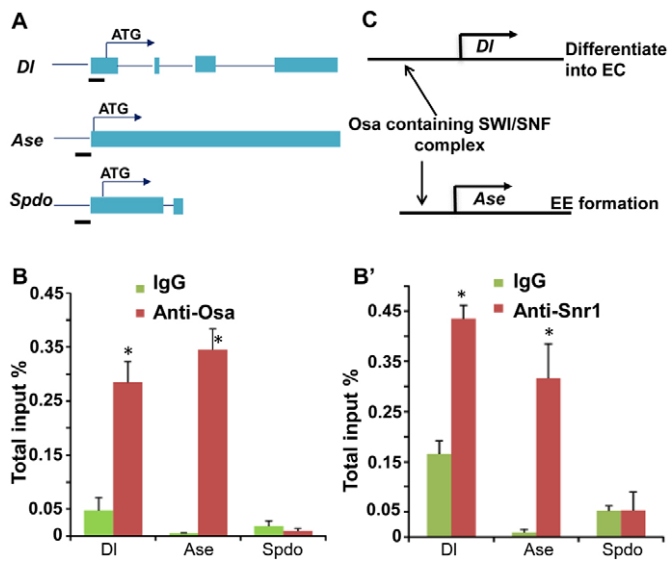 A
ATG
Dl
ATG
Ase
ATG
Spdo
C
Dl
Differentiate
into EC
Osa containing SWI/SNF
complex
Ase
EE formation
B
IgG
Anti-Osa
Total input %
0.45
0.35
0.25
0.15
0.05
0
*
*
Dl
Ase
Spdo
B'
IgG
Anti-Snr1
Total input %
0.45
0.35
0.25
0.15
0.05
0
*
*
Dl
Ase
Spdo